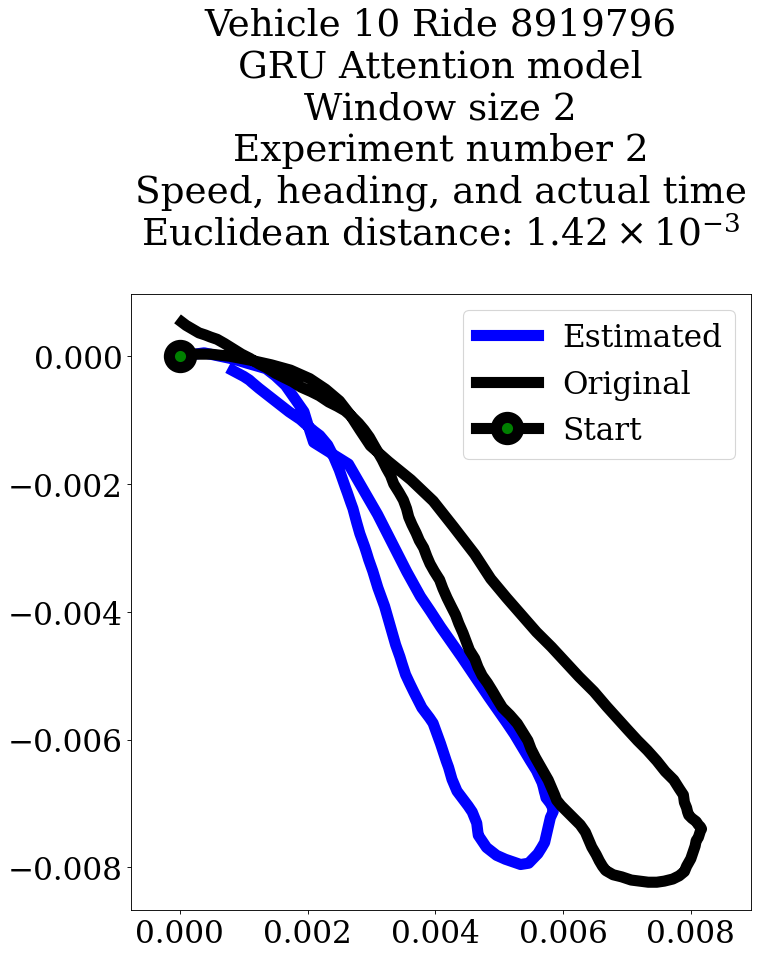 Vehicle 10 Ride 8919796
GRU Attention model
Window size 2
Experiment number 2
Speed, heading, and actual time
Euclidean distance: 1.42 × 10⁻³
Estimated
Original
Start
0.000
−0.002
−0.004
−0.006
−0.008
0.000 0.002 0.004 0.006 0.008